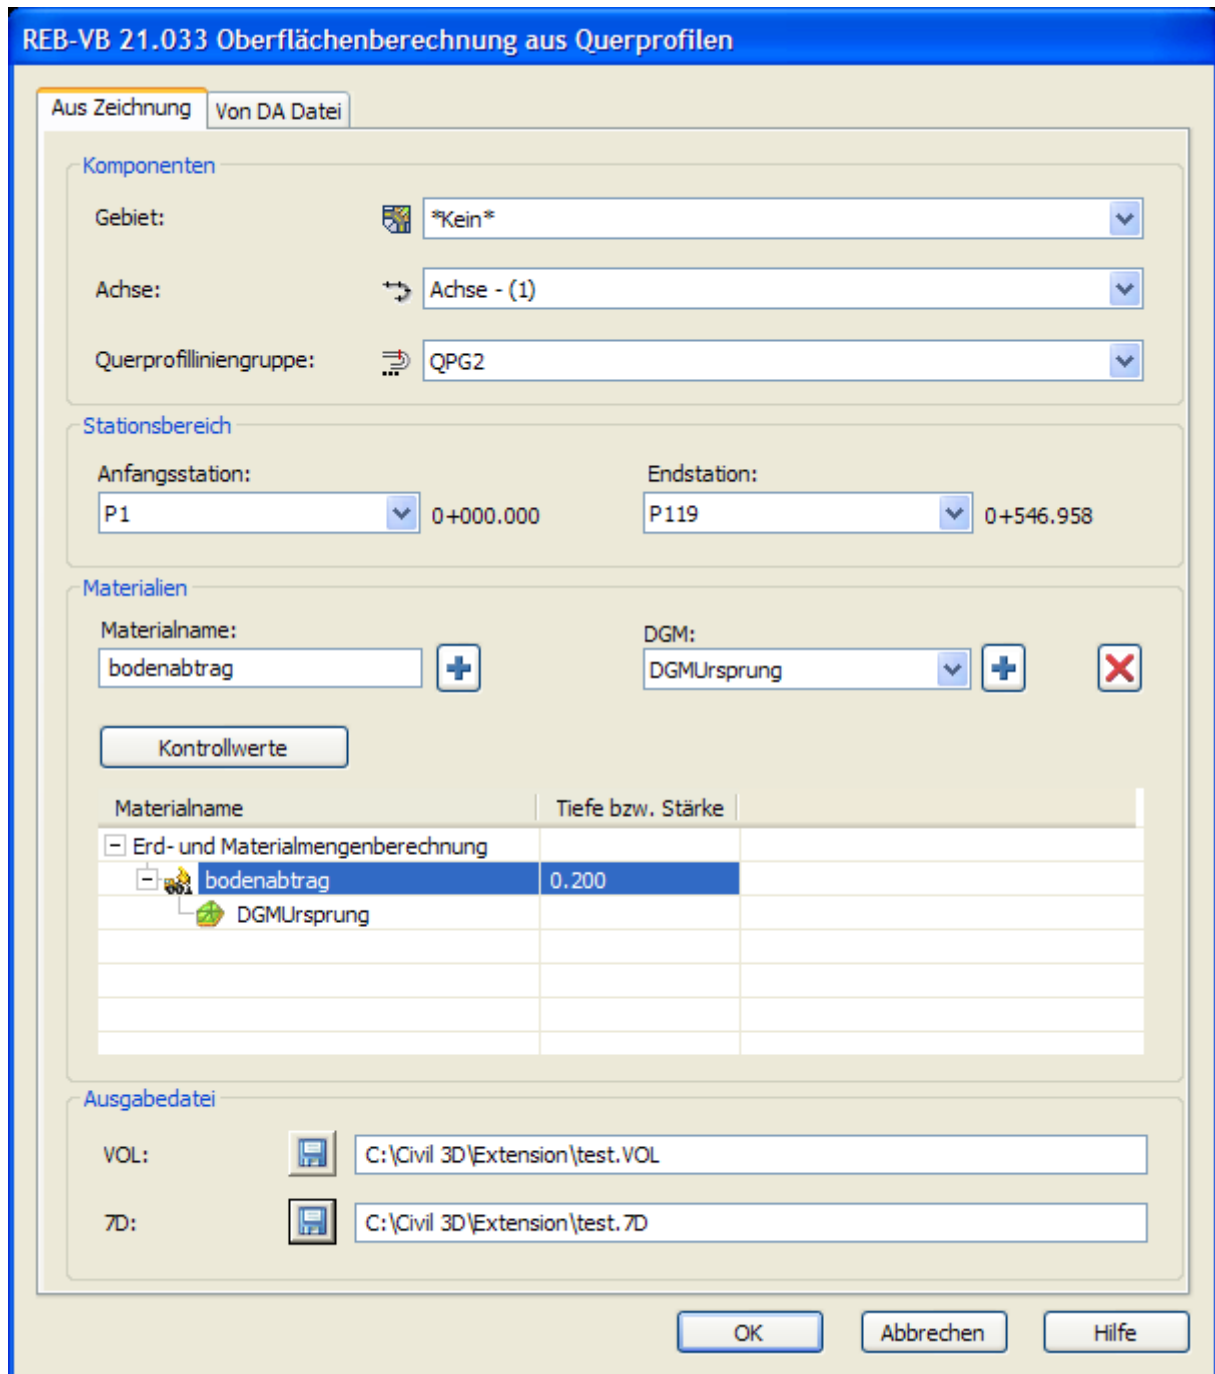 REB-VB 21.033 Oberflächenberechnung aus Querprofilen
Aus Zeichnung Von DA Datei
Komponenten
Gebiet: *Kein*
Achse: Achse - (1)
Querprofilliniengruppe: QPG2
Stationsbereich
Anfangsstation: Endstation:
P1 0+000.000 P119 0+546.958
Materialien
Materialname: DGM:
bodenabtrag DGMUrsprung
Kontrollwerte
Materialname Tiefe bzw. Stärke
Erd- und Materialmengenberechnung
bodenabtrag 0.200
DGMUrsprung
Ausgabedatei
VOL: C:\Civil 3D\Extension\test.VOL
7D: C:\Civil 3D\Extension\test.7D
OK Abbrechen Hilfe